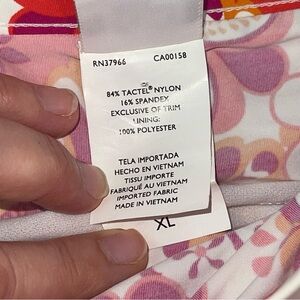 RN37966 CA00158
84% TACTEL® NYLON
16% SPANDEX
EXCLUSIVE OF TRIM
LINING:
100% POLYESTER
TELA IMPORTADA
HECHO EN VIETNAM
TISSU IMPORTE
FABRIQUÉ AU VIETNAM
IMPORTED FABRIC
MADE IN VIETNAM
XL